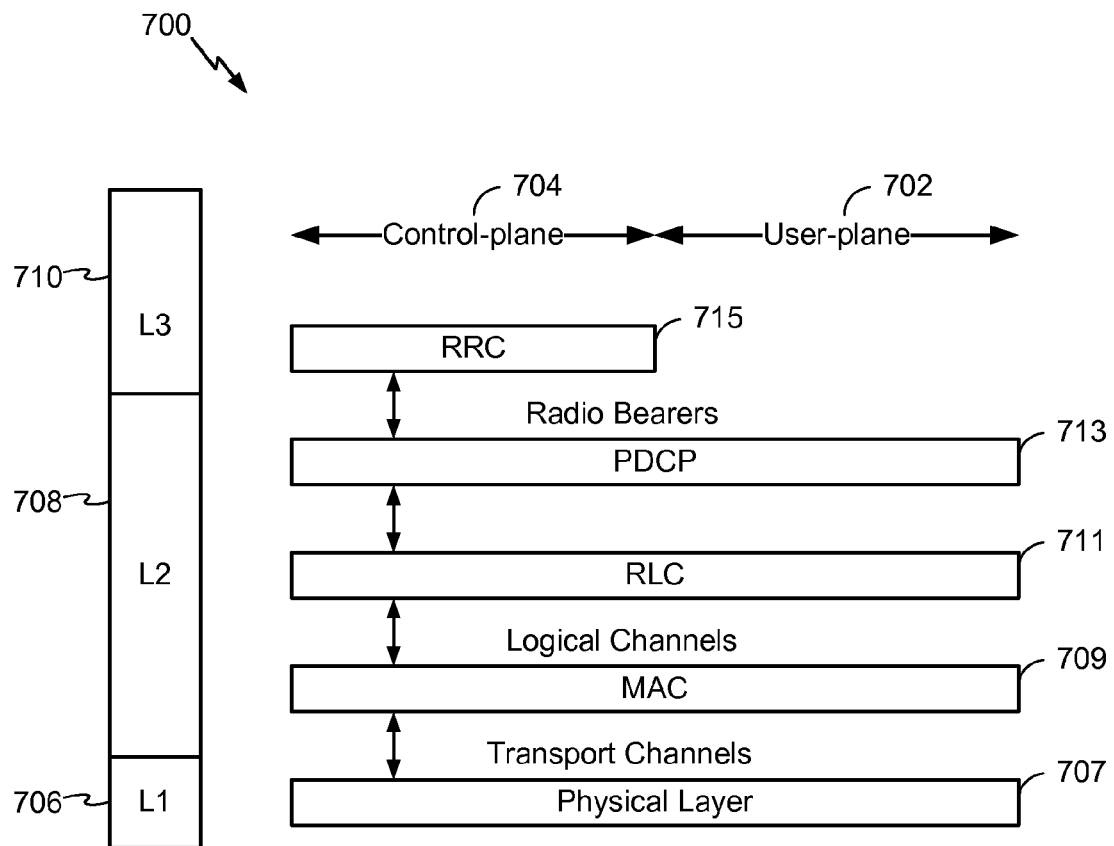 700
704
702
Control-plane
User-plane
710
L3
715
RRC
Radio Bearers
713
PDCP
708
L2
711
RLC
Logical Channels
709
MAC
Transport Channels
707
706
L1
Physical Layer